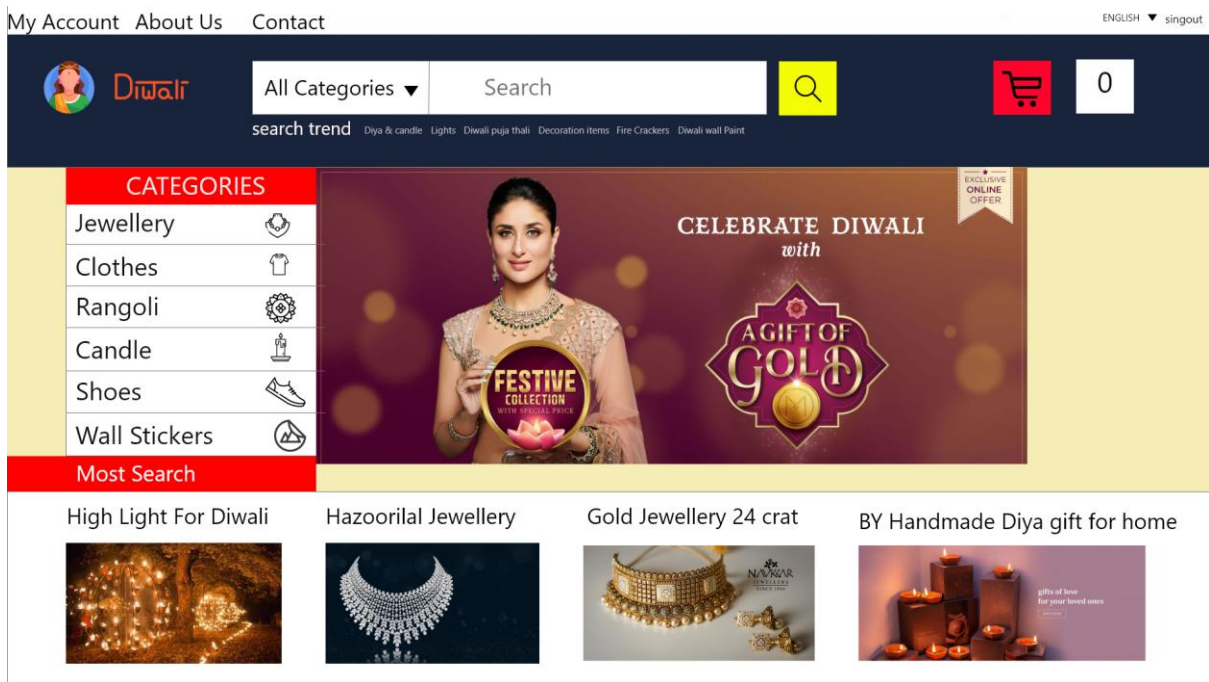 My Account About Us Contact ENGLISH ▼ singout
Diwali
All Categories ▼ Search 0
search trend Diya & candle Lights Diwali puja thali Decoration items Fire Crackers Diwali wall Paint
CATEGORIES
Jewellery
Clothes
Rangoli
Candle
Shoes
Wall Stickers
Most Search
EXCLUSIVE
ONLINE
OFFER
CELEBRATE DIWALI
with
A GIFT OF
GOLD
M
FESTIVE
COLLECTION
WITH SPECIAL PRICE
High Light For Diwali
Hazoorilal Jewellery
Gold Jewellery 24 crat
NAVKAR
JEWELLERS
SINCE 1994
BY Handmade Diya gift for home
gifts of love
for your loved ones